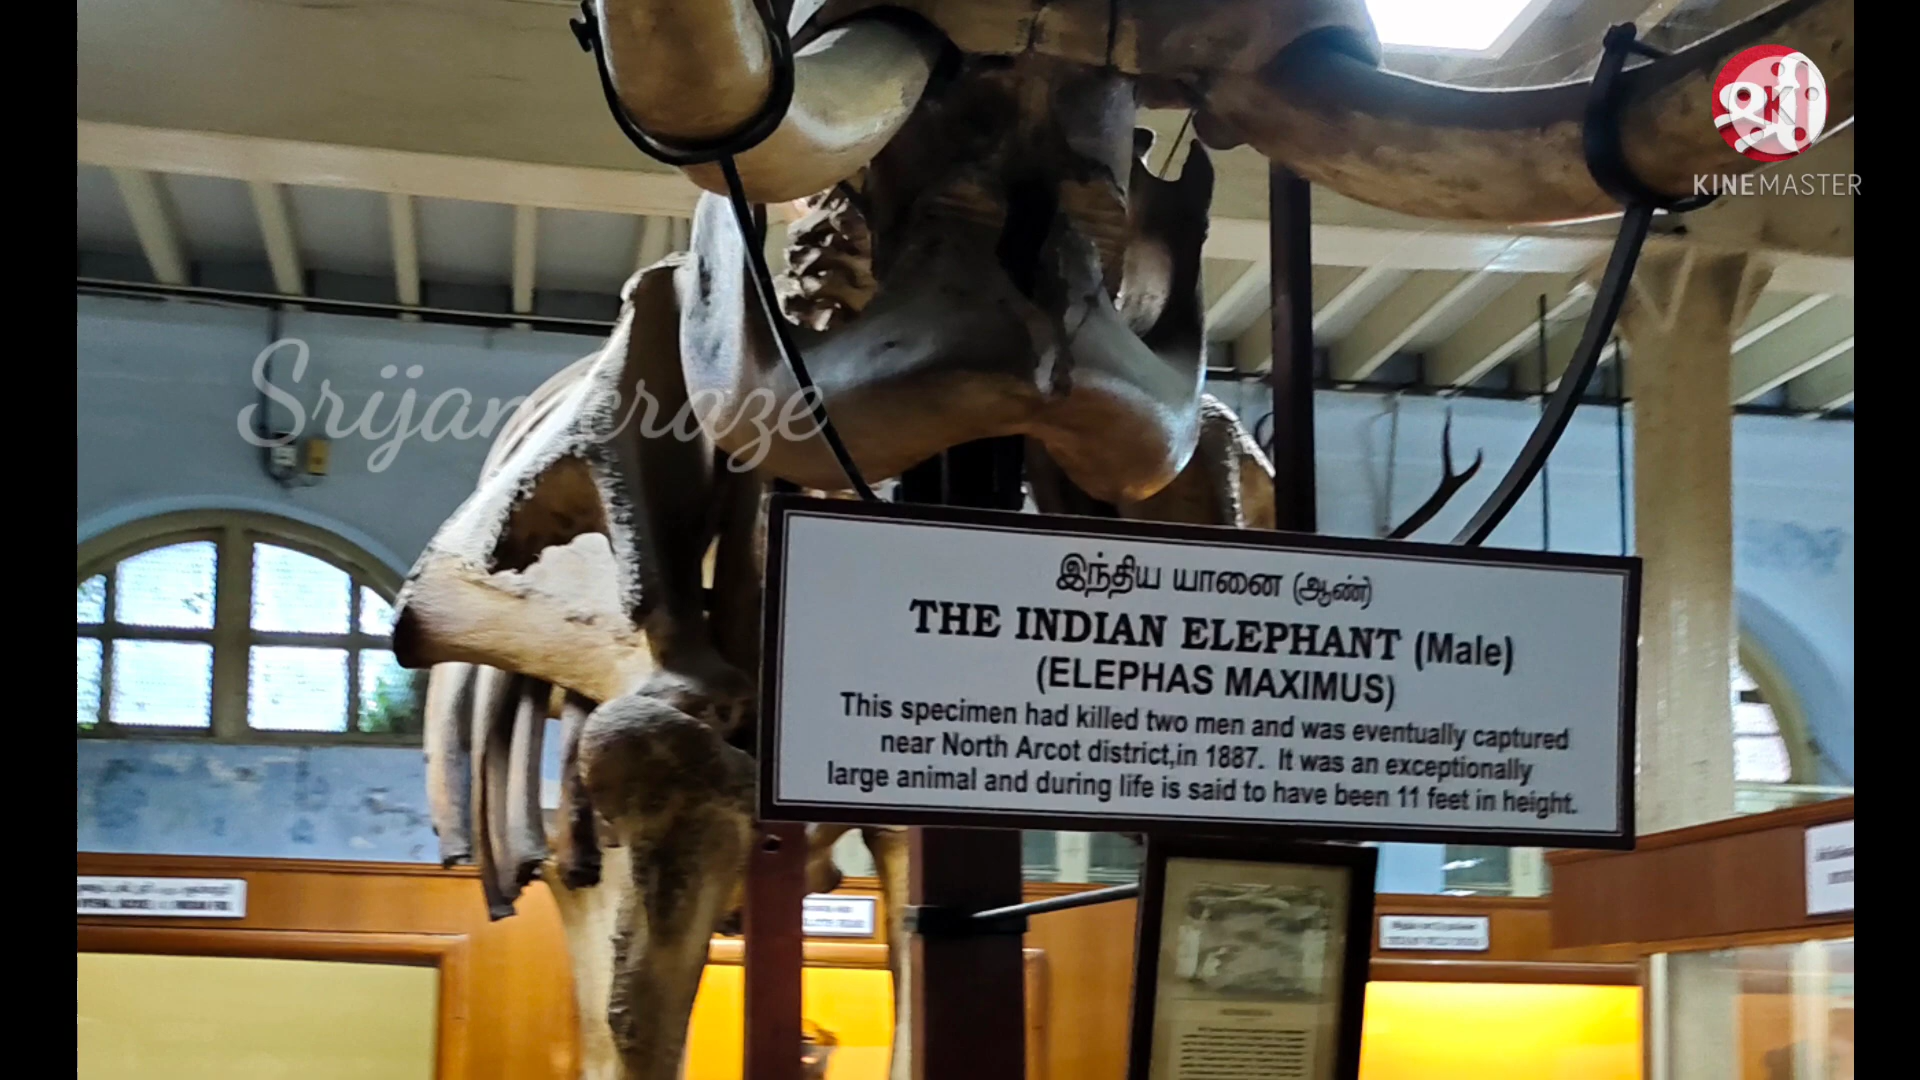 श्री
K
KINEMASTER
Srijan craze
இந்திய யானை (ஆண்)
THE INDIAN ELEPHANT (Male)
(ELEPHAS MAXIMUS)
This specimen had killed two men and was eventually captured
near North Arcot district,in 1887. It was an exceptionally
large animal and during life is said to have been 11 feet in height.